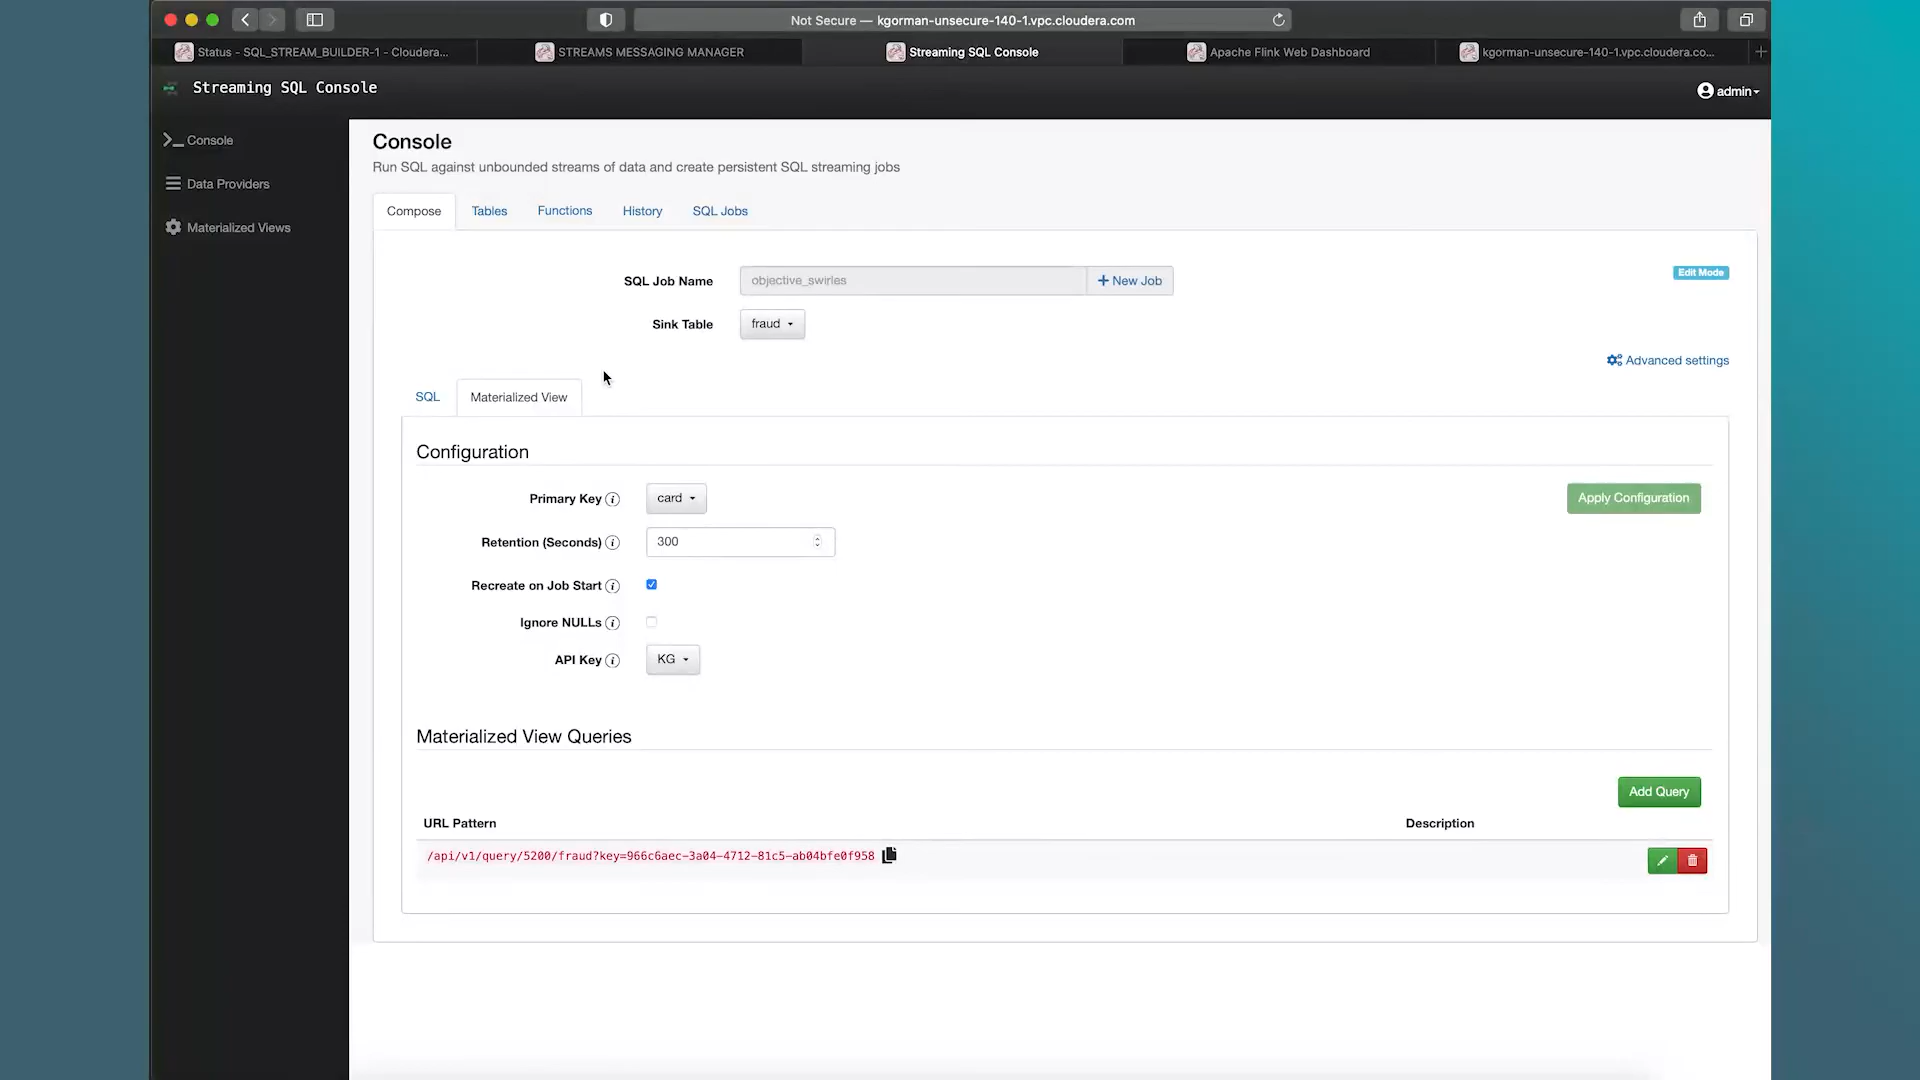 Not Secure — kgorman-unsecure-140-1.vpc.cloudera.com
Status - SQL_STREAM_BUILDER-1 - Cloudera...
STREAMS MESSAGING MANAGER
Streaming SQL Console
Apache Flink Web Dashboard
kgorman-unsecure-140-1.vpc.cloudera.co...
Streaming SQL Console
admin
Console
Data Providers
Materialized Views
Console
Run SQL against unbounded streams of data and create persistent SQL streaming jobs
Compose
Tables
Functions
History
SQL Jobs
SQL Job Name
objective_swirles
+ New Job
Edit Mode
Sink Table
fraud
Advanced settings
SQL
Materialized View
Configuration
Primary Key
card
Apply Configuration
Retention (Seconds)
300
Recreate on Job Start
Ignore NULLs
API Key
KG
Materialized View Queries
Add Query
URL Pattern
Description
/api/v1/query/5200/fraud?key=966c6aec-3a04-4712-81c5-ab04bfe0f958